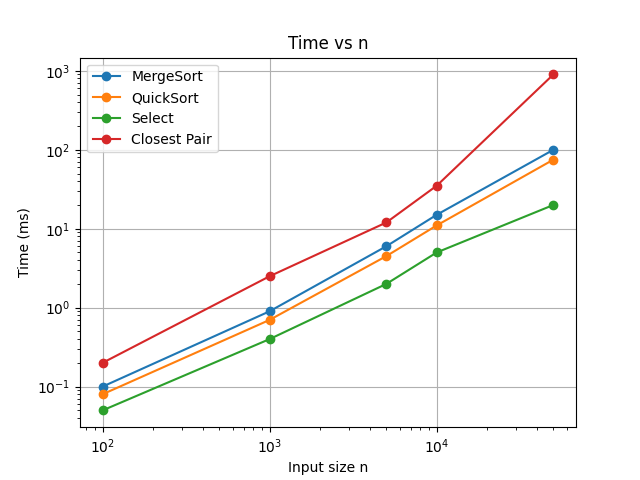 Time vs n
MergeSort
QuickSort
Select
Closest Pair
10³
10²
10¹
10⁰
10⁻¹
Time (ms)
10² 10³ 10⁴
Input size n